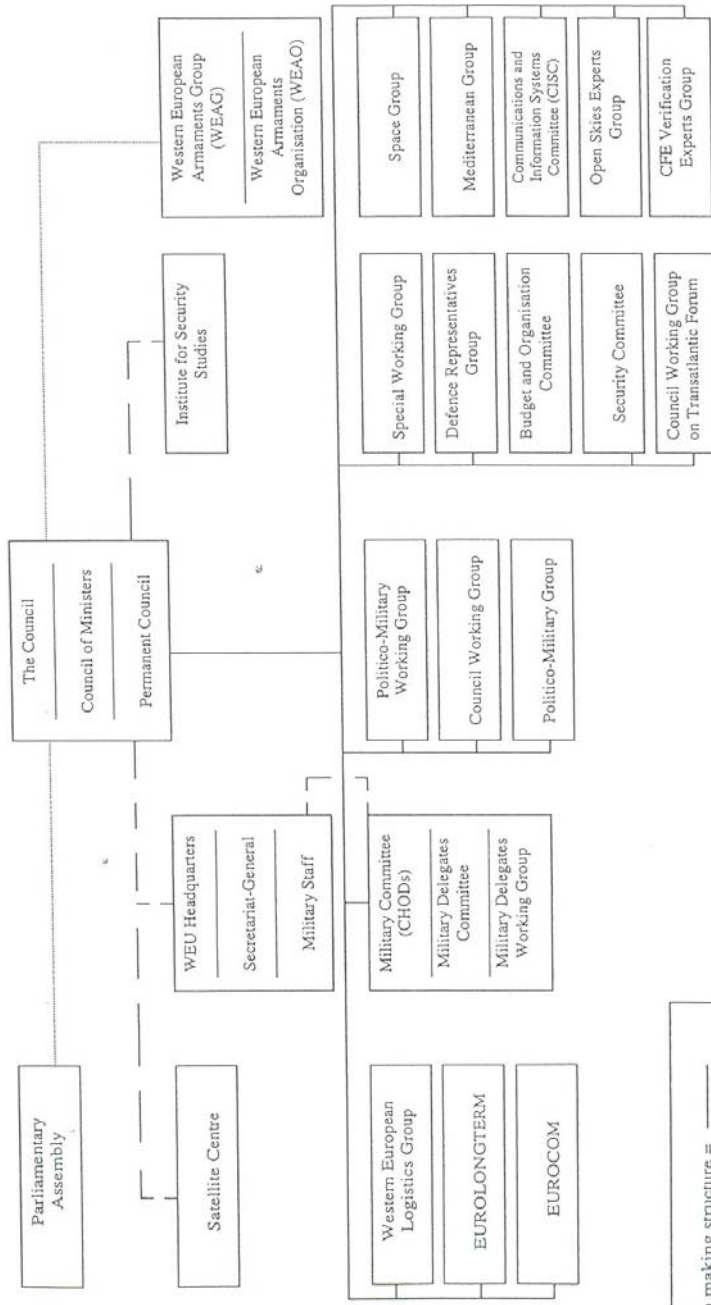 The Council
Council of Ministers
Permanent Council
Parliamentary
Assembly
Western European
Armaments Group
(WEAG)
Western European
Armaments
Organisation (WEAO)
Satellite Centre
WEU Headquarters
Secretariat-General
Military Staff
Institute for Security
Studies
Western European
Logistics Group
EUROLONGTERM
EUROCOM
Military Committee
(CHODs)
Military Delegates
Committee
Military Delegates
Working Group
Politico-Military
Working Group
Council Working Group
Politico-Military Group
Special Working Group
Defence Representatives
Group
Budget and Organisation
Committee
Security Committee
Council Working Group
on Transatlantic Forum
Space Group
Mediterranean Group
Communications and
Information Systems
Committee (CISC)
Open Skies Experts
Group
CFE Verification
Experts Group
making structure =